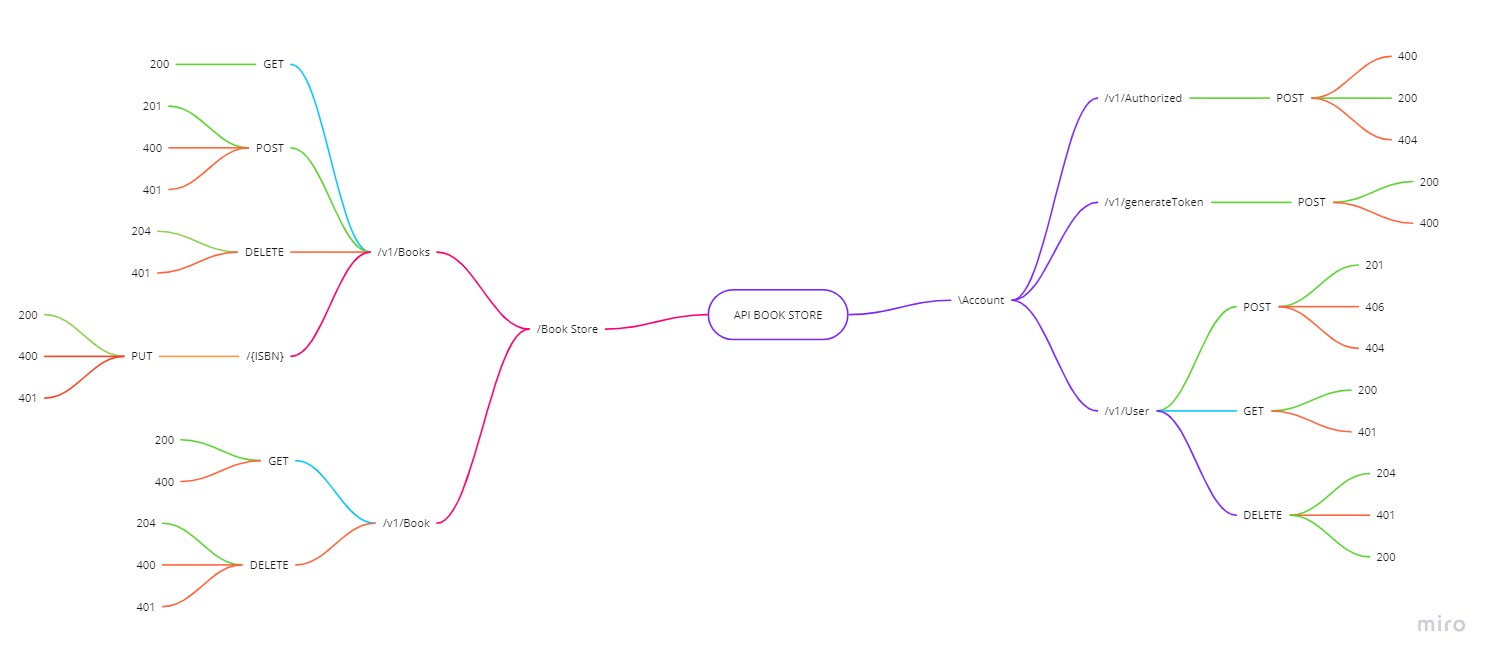 API BOOK STORE
/Book Store
/v1/Books
GET
200
POST
201
400
401
DELETE
204
401
/{ISBN}
PUT
200
400
401
/v1/Book
GET
200
400
DELETE
204
400
401
\Account
/v1/Authorized
POST
400
200
404
/v1/generateToken
POST
200
400
/v1/User
POST
201
406
404
GET
200
401
DELETE
204
401
200
miro